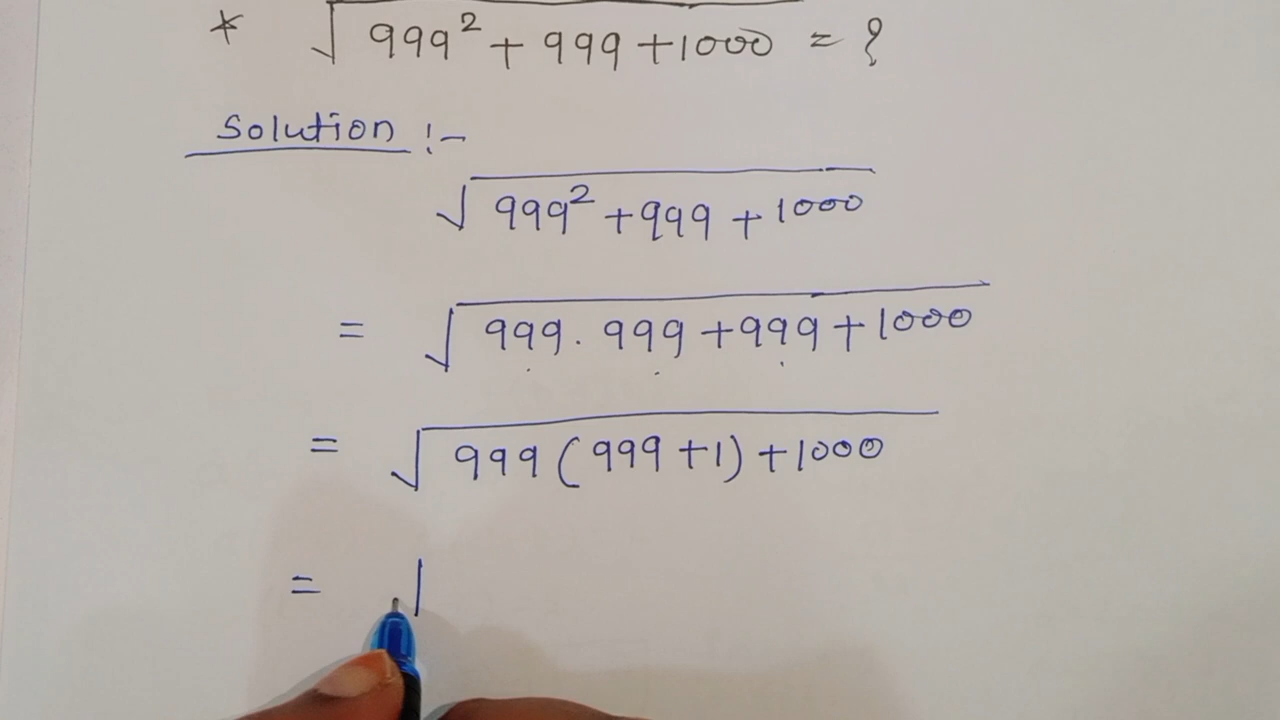 * √999² + 999 + 1000 = ?
Solution :-
√999² + 999 + 1000
= √999 . 999 + 999 + 1000
= √999 (999 + 1) + 1000
= √